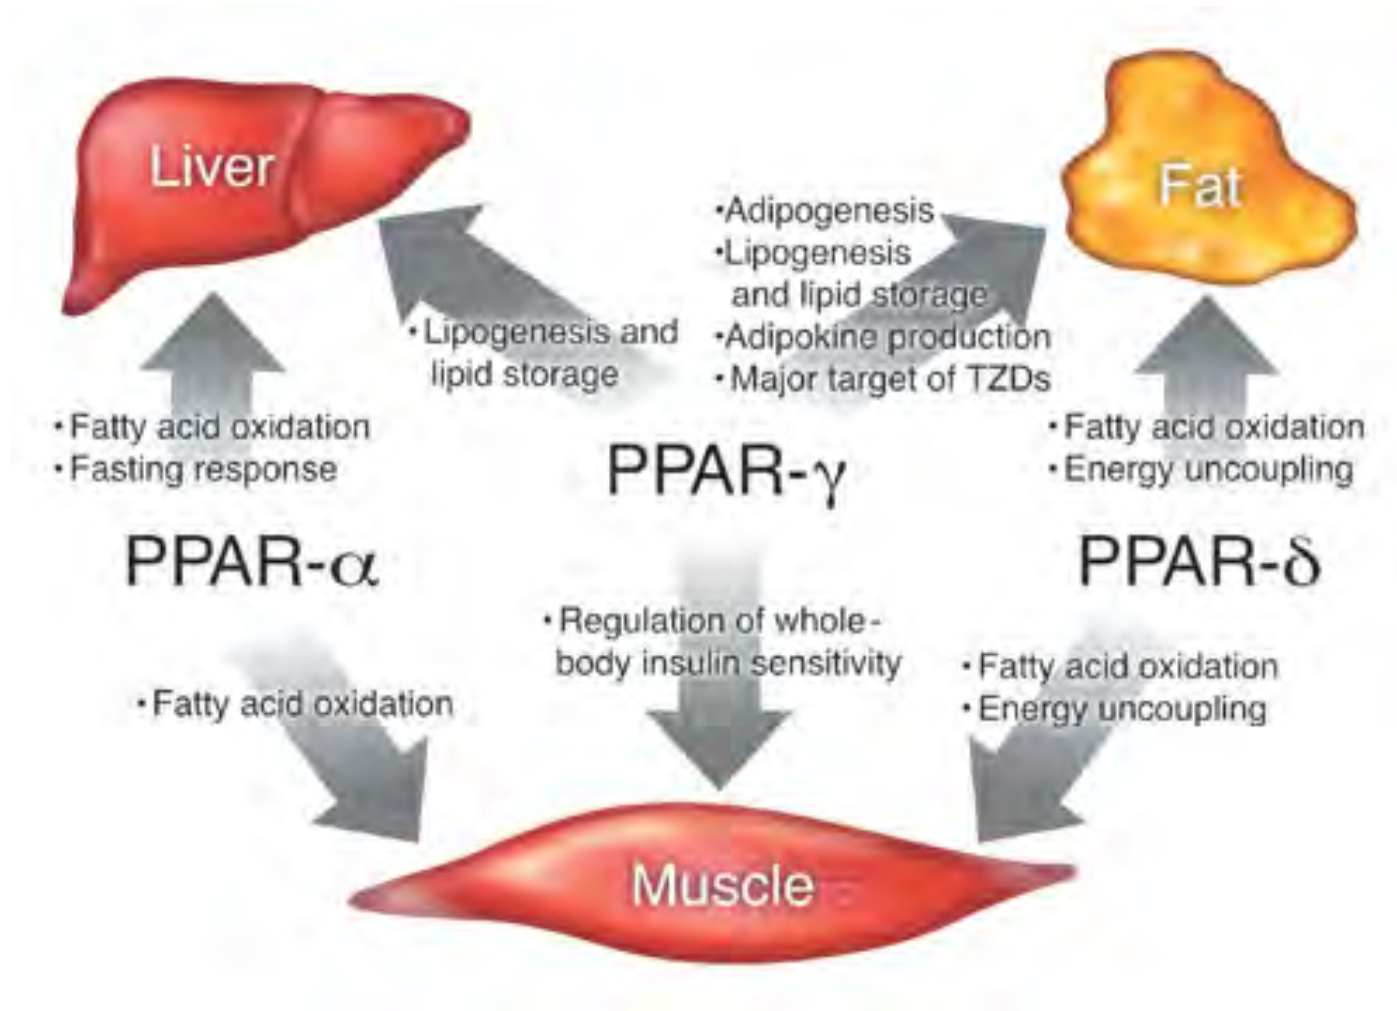 Liver
Fat
•Adipogenesis
•Lipogenesis
and lipid storage
•Adipokine production
•Major target of TZDs
•Lipogenesis and
lipid storage
•Fatty acid oxidation
•Fasting response
•Fatty acid oxidation
•Energy uncoupling
PPAR-γ
PPAR-α
PPAR-δ
•Regulation of whole-
body insulin sensitivity
•Fatty acid oxidation
•Energy uncoupling
•Fatty acid oxidation
Muscle